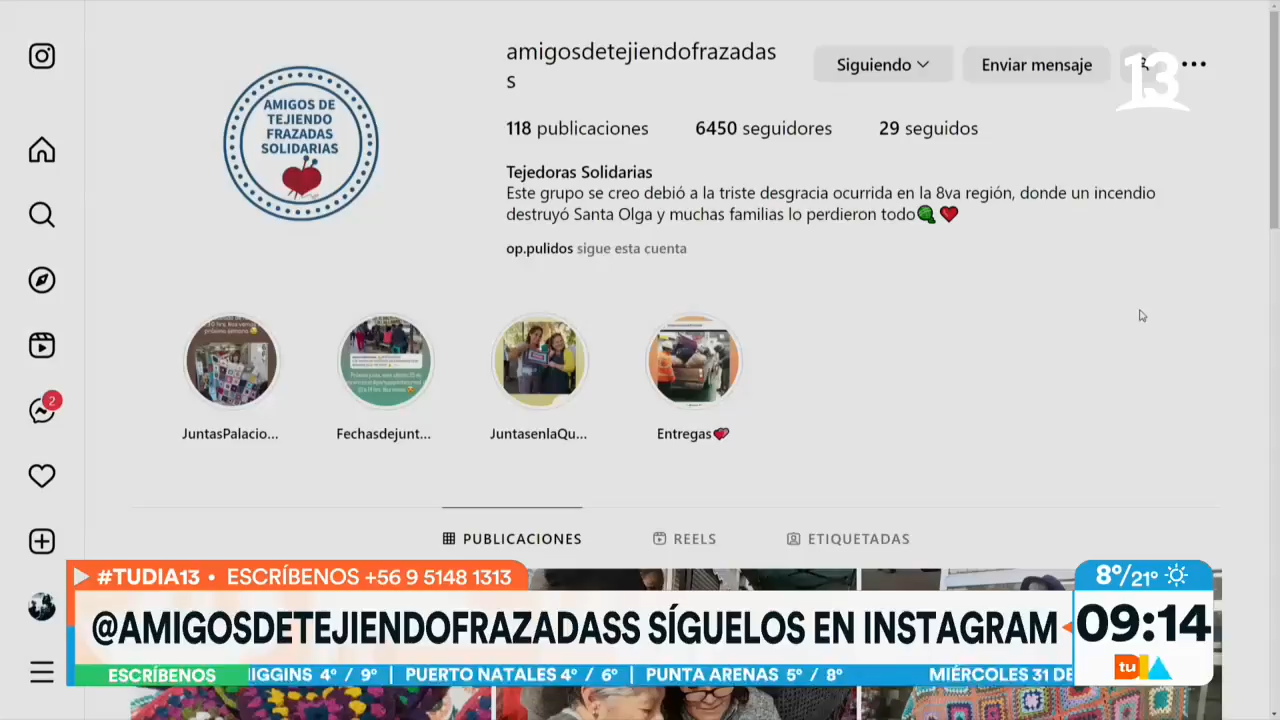 amigosdetejiendofrazadas
s
Siguiendo
Enviar mensaje
13
118 publicaciones
6450 seguidores
29 seguidos
AMIGOS DE
TEJIENDO
FRAZADAS
SOLIDARIAS
Tejedoras Solidarias
Este grupo se creo debió a la triste desgracia ocurrida en la 8va región, donde un incendio
destruyó Santa Olga y muchas familias lo perdieron todo
op.pulidos sigue esta cuenta
2
JuntasPalacio...
Fechasdejunt...
JuntasenlaQu...
Entregas
PUBLICACIONES
REELS
ETIQUETADAS
#TUDIA13 • ESCRÍBENOS +56 9 5148 1313
8°/21°
@AMIGOSDETEJIENDOFRAZADASS SÍGUELOS EN INSTAGRAM
09:14
tu DÍA
ESCRÍBENOS
HIGGINS 4° / 9° | PUERTO NATALES 4° / 6° | PUNTA ARENAS 5° / 8°
MIÉRCOLES 31 DE